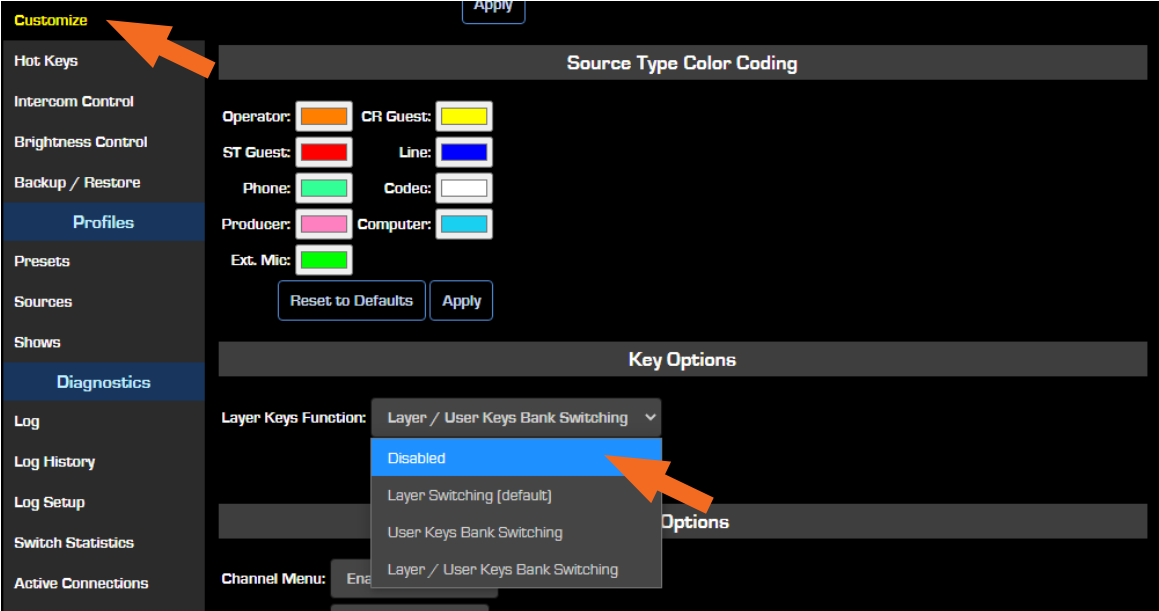 Customize
Hot Keys
Intercom Control
Brightness Control
Backup / Restore
Profiles
Presets
Sources
Shows
Diagnostics
Log
Log History
Log Setup
Switch Statistics
Active Connections
Apply
Source Type Color Coding
Operator: CR Guest:
ST Guest: Line:
Phone: Codec:
Producer: Computer:
Ext. Mic:
Reset to Defaults Apply
Key Options
Layer Keys Function: Layer / User Keys Bank Switching
Disabled
Layer Switching (default)
User Keys Bank Switching
Layer / User Keys Bank Switching
Options
Channel Menu: Ena